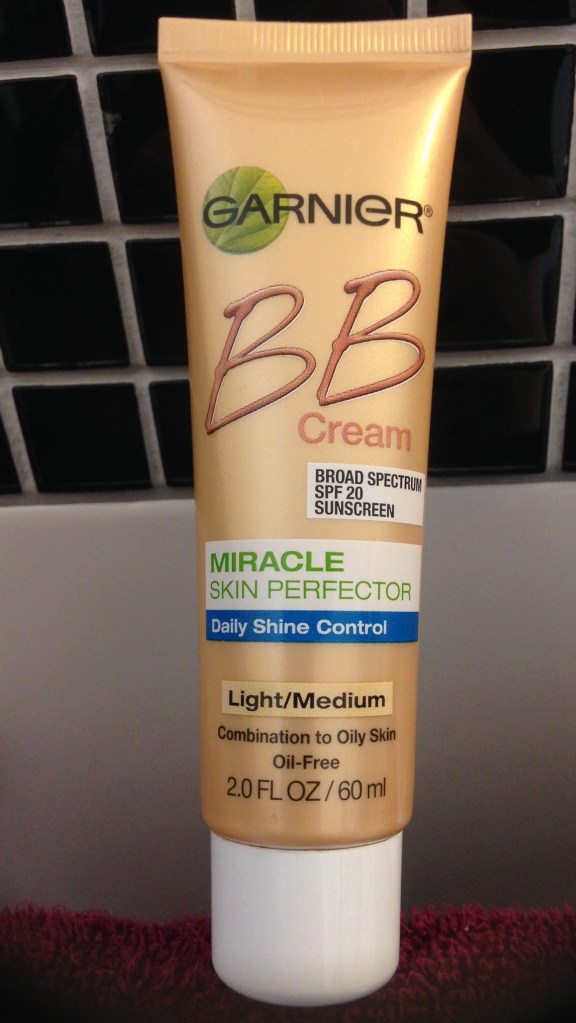 GARNIER®
BB
Cream
BROAD SPECTRUM
SPF 20
SUNSCREEN
MIRACLE
SKIN PERFECTOR
Daily Shine Control
Light/Medium
Combination to Oily Skin
Oil-Free
2.0 FL OZ / 60 ml